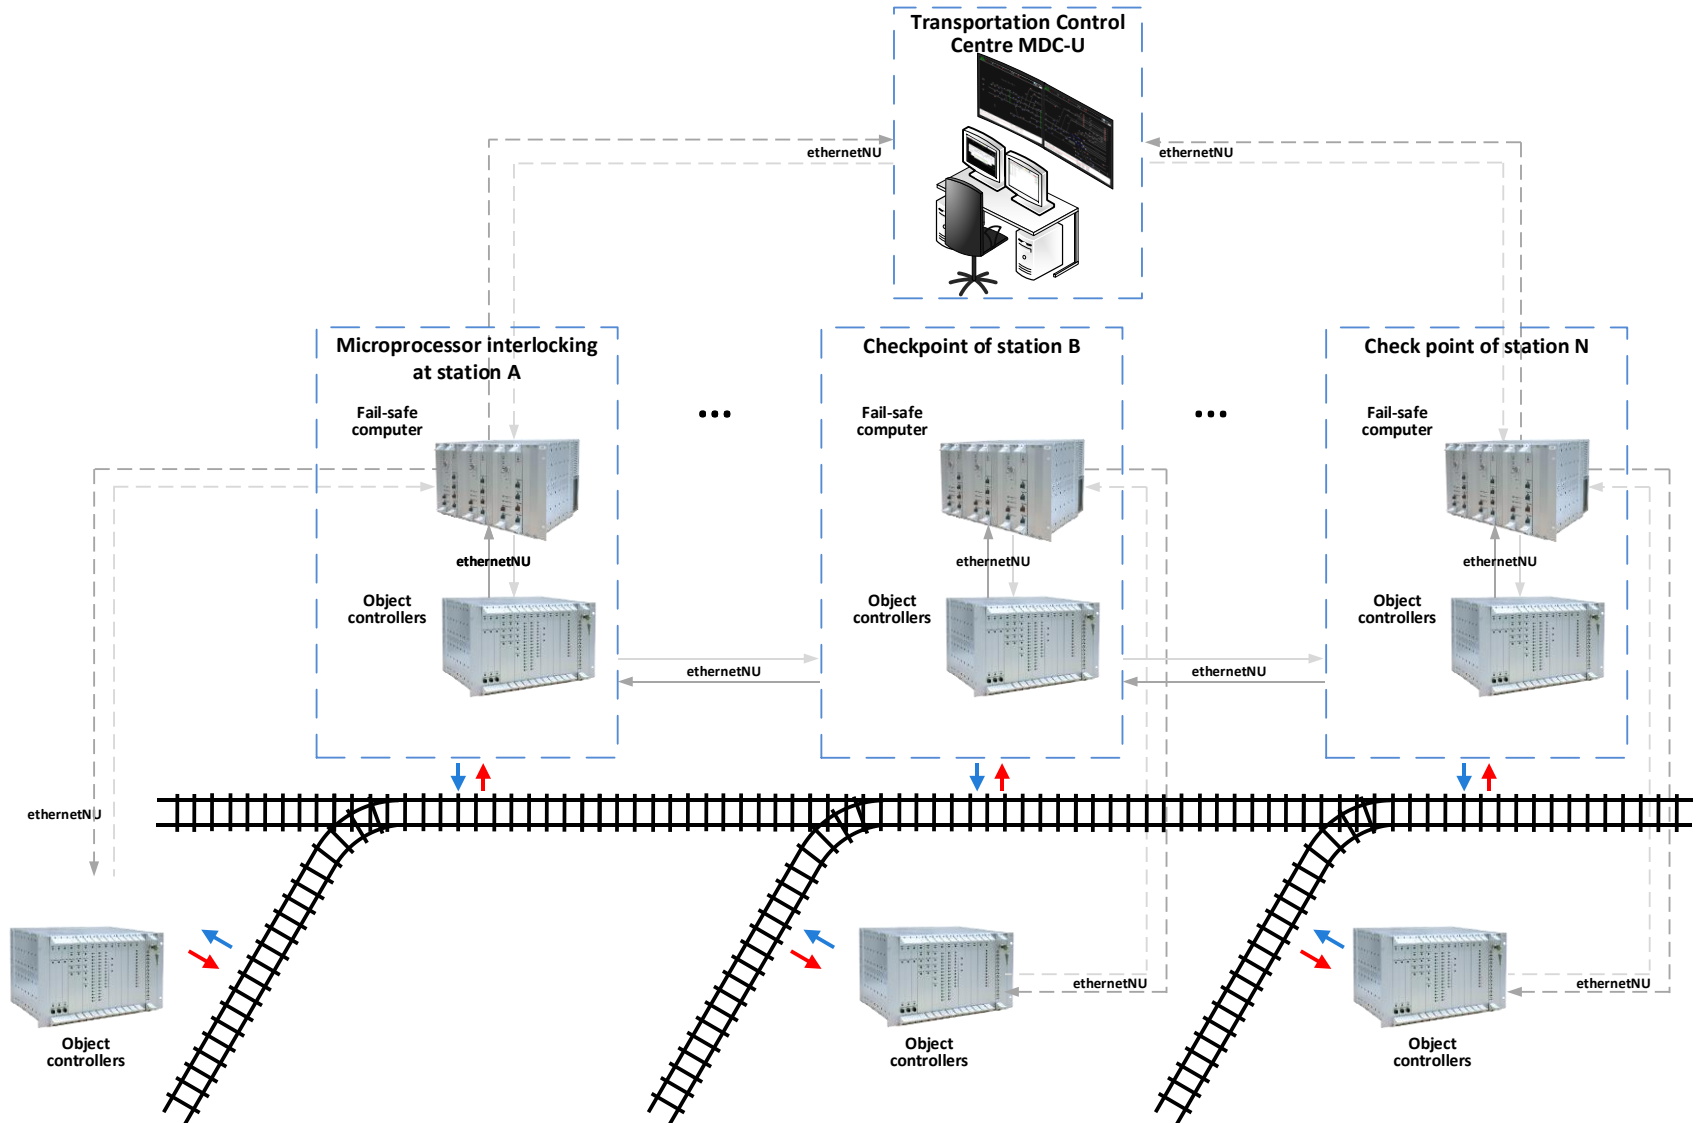 Transportation Control
Centre MDC-U
ethernetNU
ethernetNU
Microprocessor interlocking
at station A
Checkpoint of station B
Check point of station N
...
...
Fail-safe
computer
Fail-safe
computer
Fail-safe
computer
ethernetNU
ethernetNU
ethernetNU
Object
controllers
Object
controllers
Object
controllers
ethernetNU
ethernetNU
ethernetNU
ethernetNU
ethernetNU
Object
controllers
Object
controllers
Object
controllers